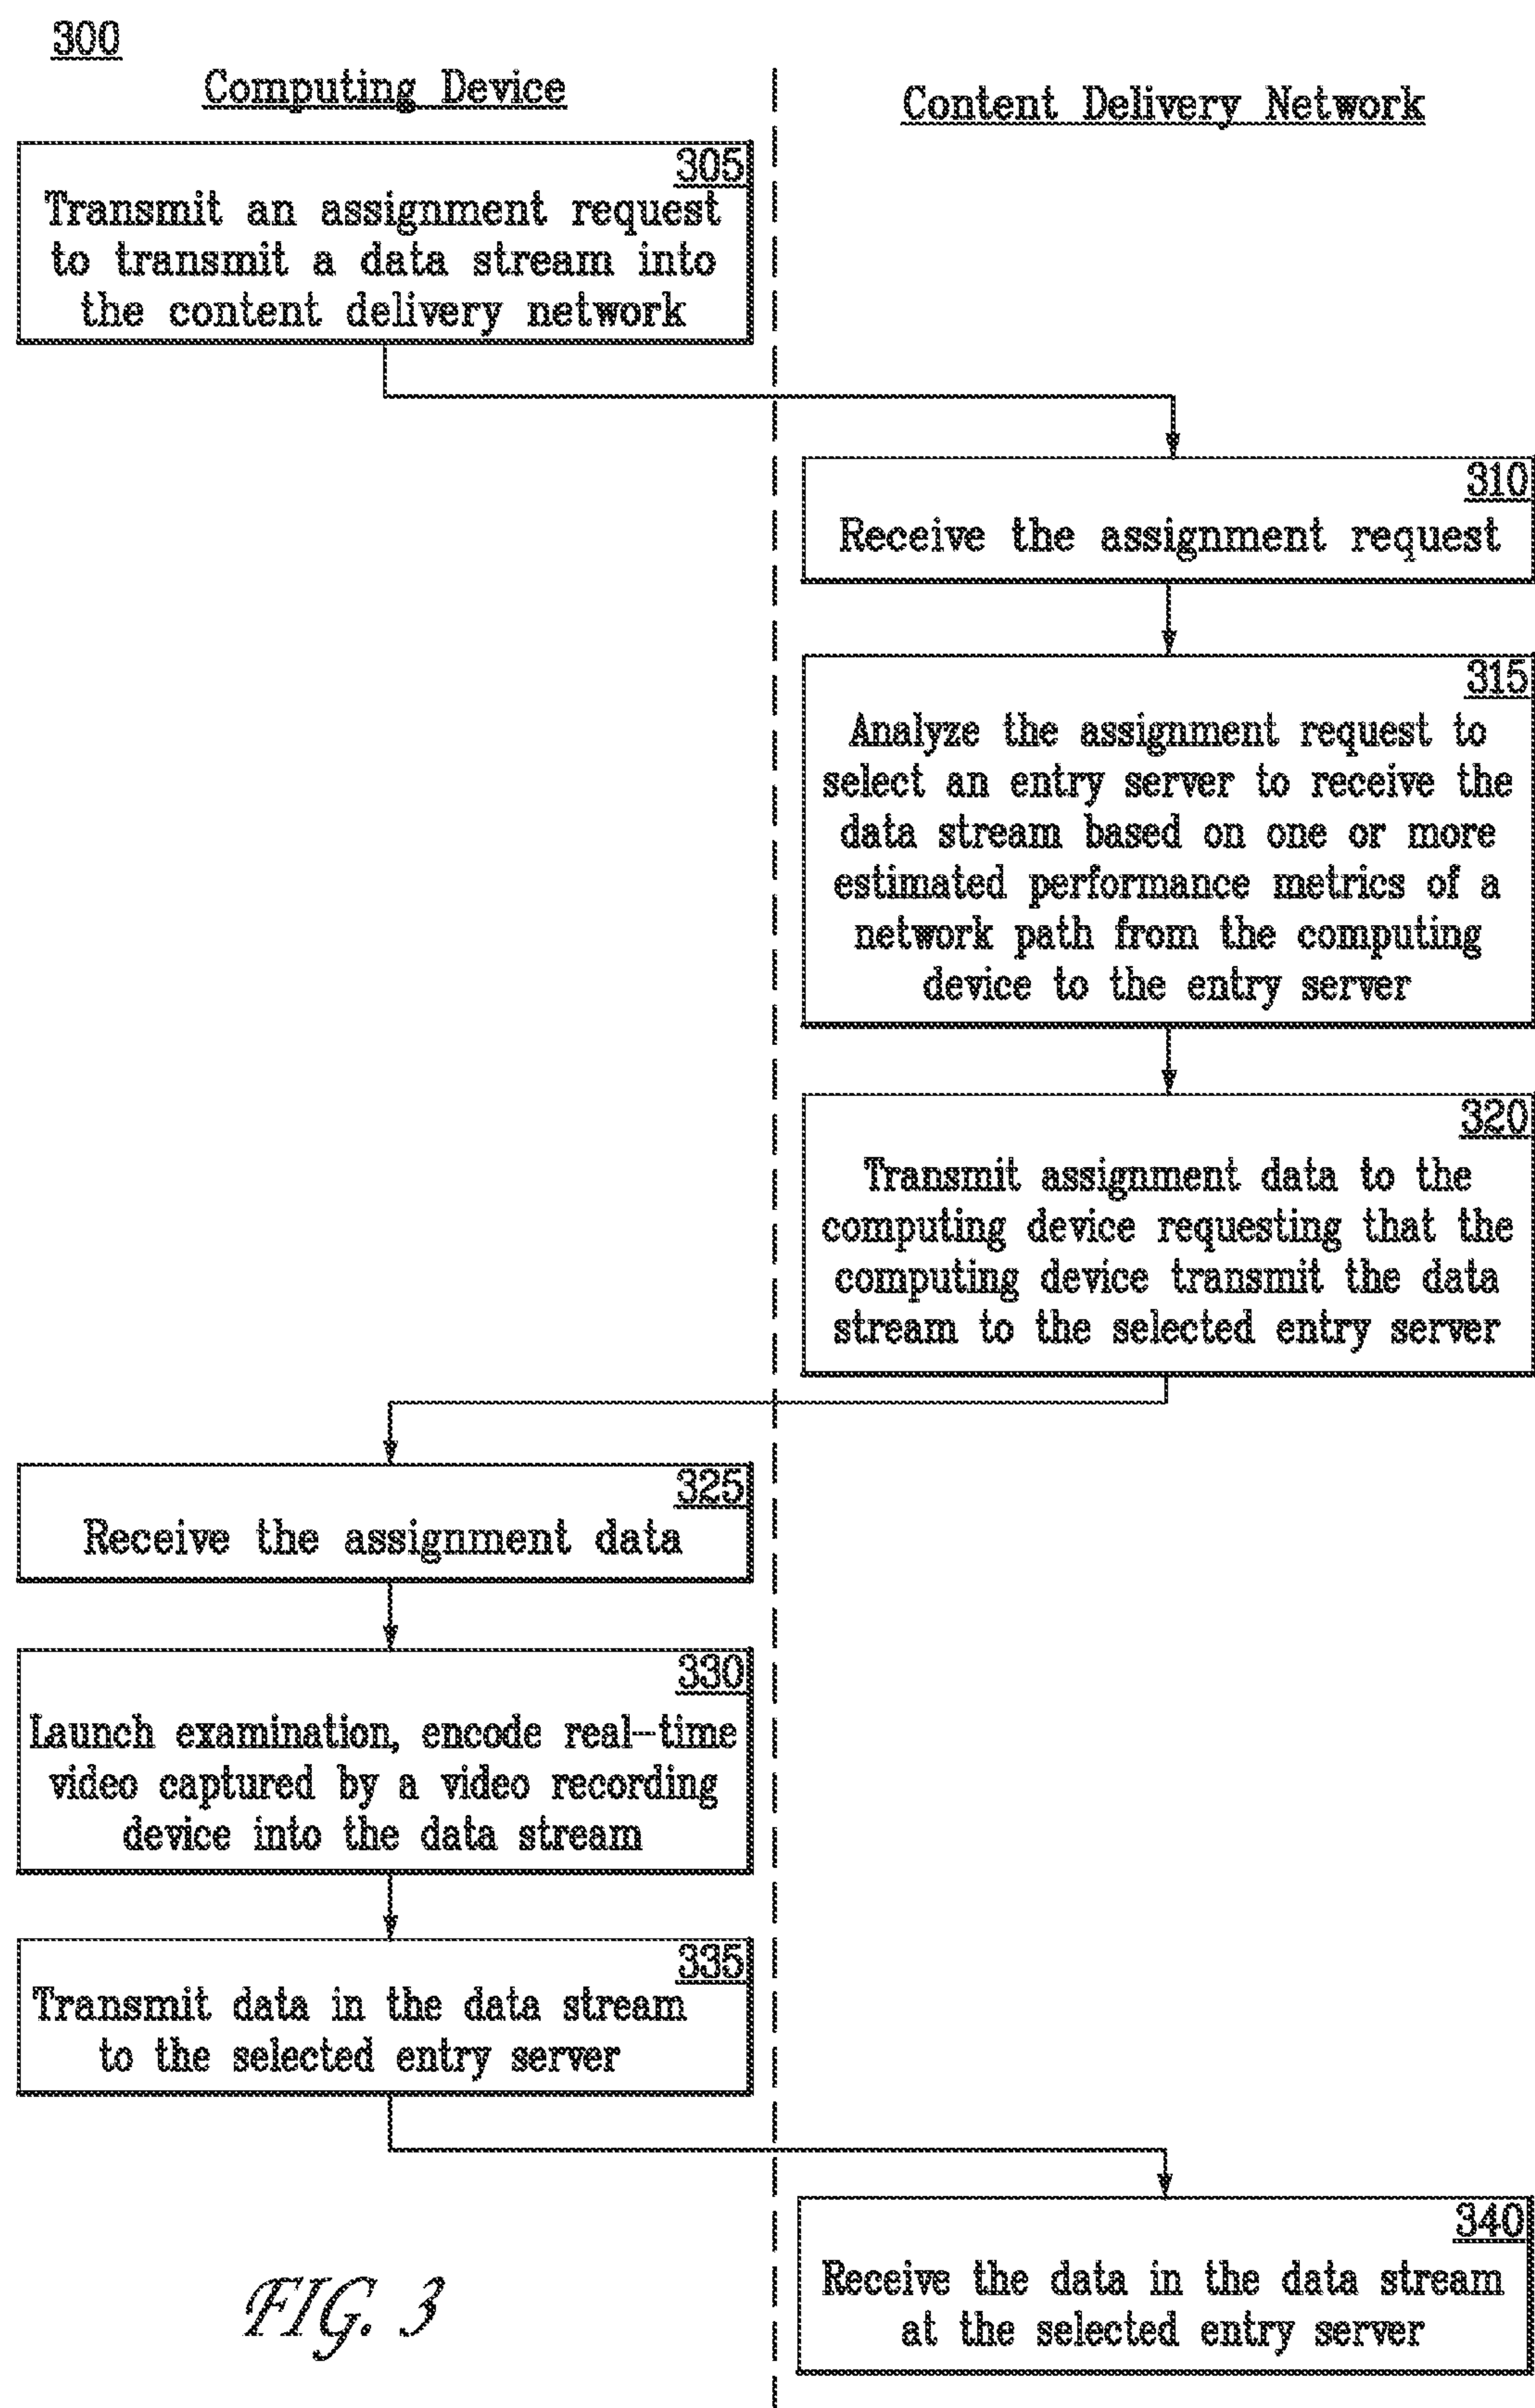 300
Computing Device
Content Delivery Network
305
Transmit an assignment request
to transmit a data stream into
the content delivery network
310
Receive the assignment request
315
Analyze the assignment request to
select an entry server to receive the
data stream based on one or more
estimated performance metrics of a
network path from the computing
device to the entry server
320
Transmit assignment data to the
computing device requesting that the
computing device transmit the data
stream to the selected entry server
325
Receive the assignment data
330
Launch examination, encode real-time
video captured by a video recording
device into the data stream
335
Transmit data in the data stream
to the selected entry server
340
Receive the data in the data stream
at the selected entry server
FIG. 3